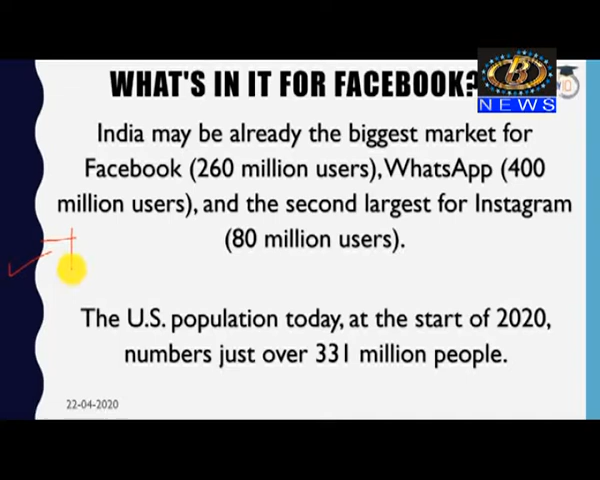 WHAT'S IN IT FOR FACEBOOK?
B
NEWS
India may be already the biggest market for
Facebook (260 million users), WhatsApp (400
million users), and the second largest for Instagram
(80 million users).
The U.S. population today, at the start of 2020,
numbers just over 331 million people.
22-04-2020